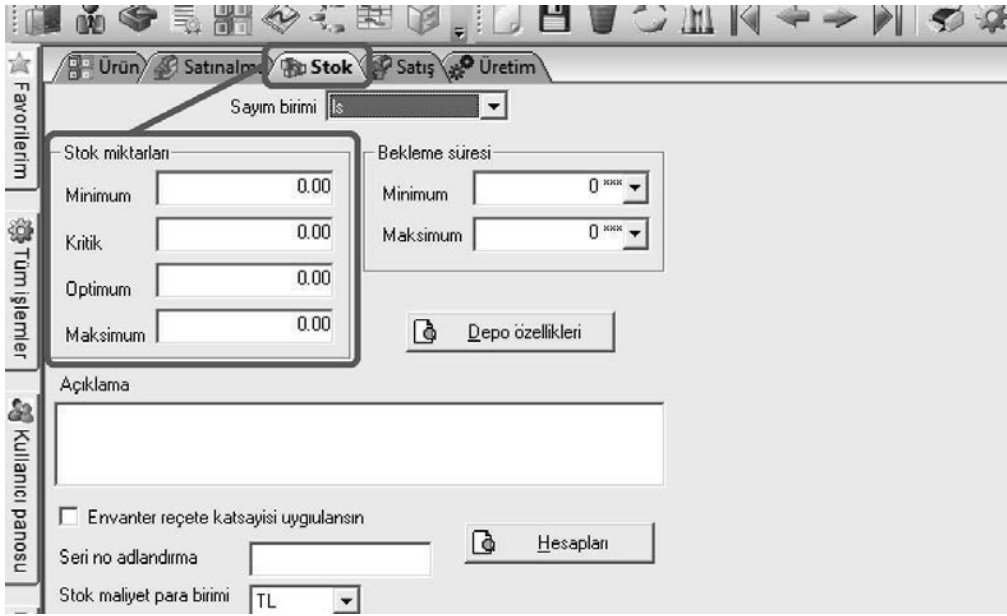 Ürün Satınalma Stok Satış Üretim
Sayım birimi ls
Stok miktarları
Minimum 0.00
Kritik 0.00
Optimum 0.00
Maksimum 0.00
Bekleme süresi
Minimum 0 ***
Maksimum 0 ***
Depo özellikleri
Açıklama
Envanter reçete katsayisi uygıulansın
Hesapları
Seri no adlandırma
Stok maliyet para birimi TL
Favorilerim
Tüm işlemler
Kullanıcı panosu